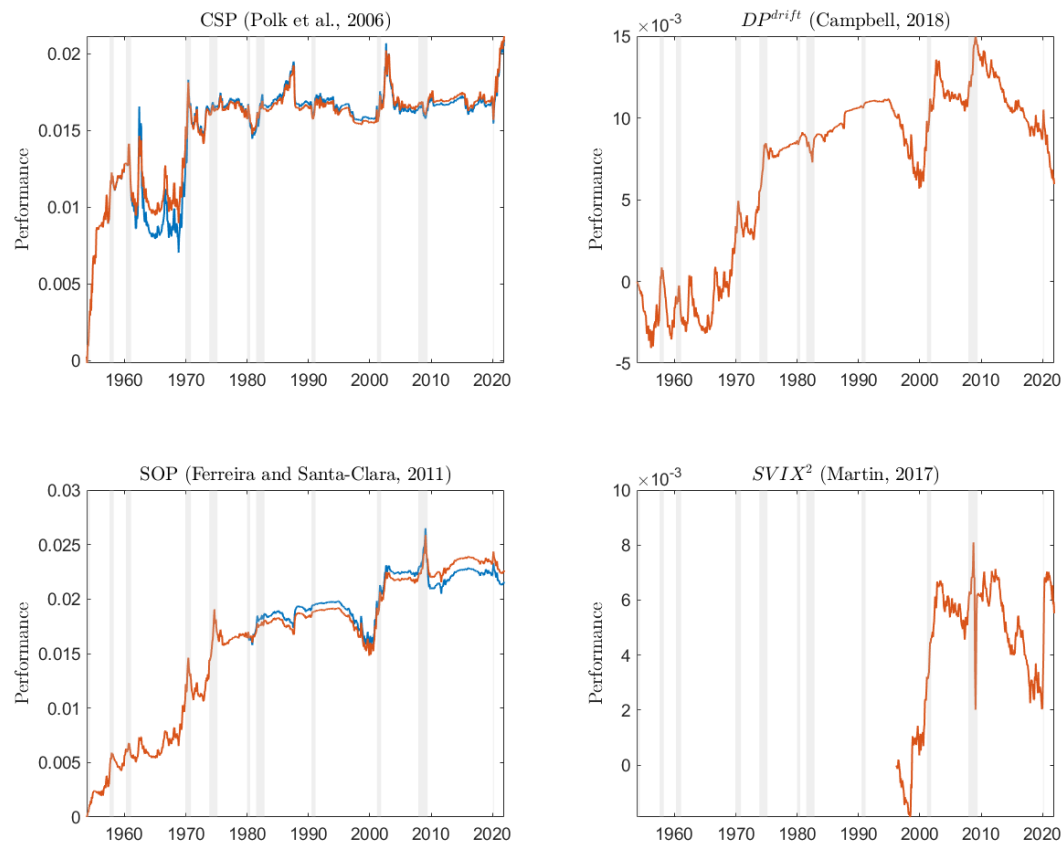 CSP (Polk et al., 2006)
0.02
0.015
0.01
0.005
0
Performance
1960 1970 1980 1990 2000 2010 2020
×10⁻³
DP^drift (Campbell, 2018)
15
10
5
0
-5
Performance
1960 1970 1980 1990 2000 2010 2020
SOP (Ferreira and Santa-Clara, 2011)
0.03
0.025
0.02
0.015
0.01
0.005
0
Performance
1960 1970 1980 1990 2000 2010 2020
×10⁻³
SVIX² (Martin, 2017)
10
8
6
4
2
0
Performance
1960 1970 1980 1990 2000 2010 2020